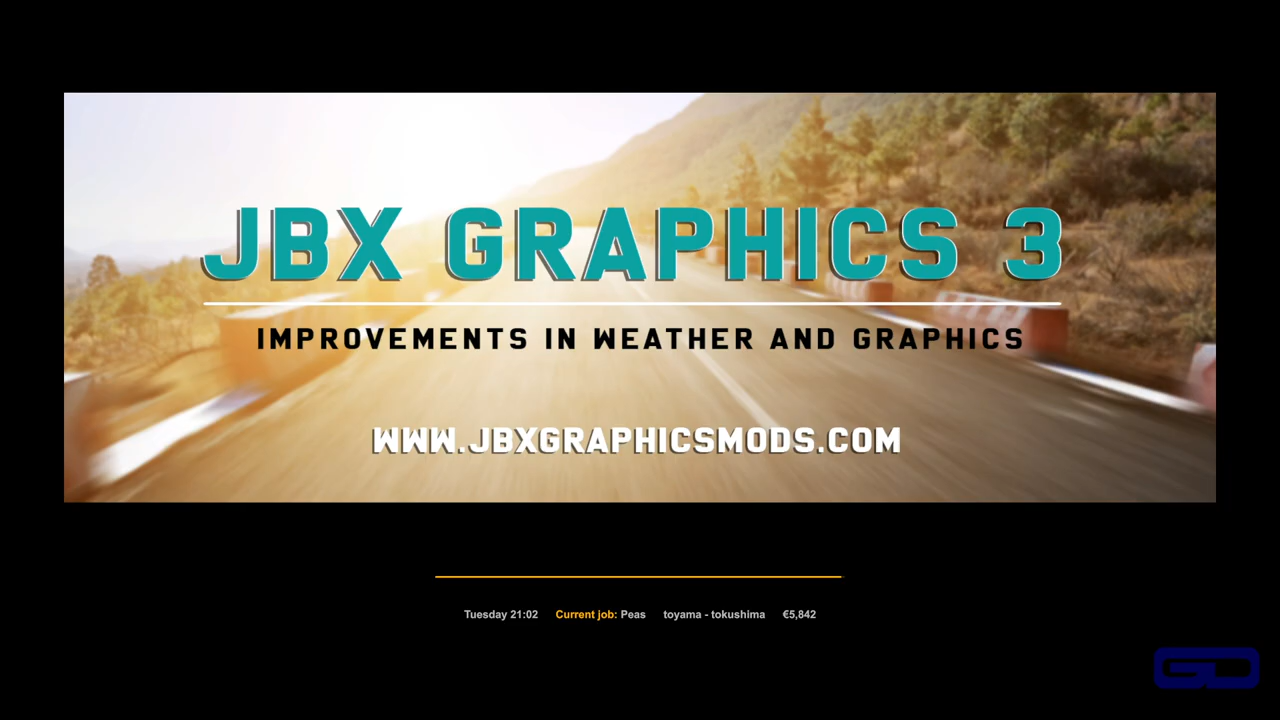 JBX GRAPHICS 3
IMPROVEMENTS IN WEATHER AND GRAPHICS
WWW.JBXGRAPHICSMODS.COM
Tuesday 21:02 Current job: Peas toyama - tokushima €5,842
GD